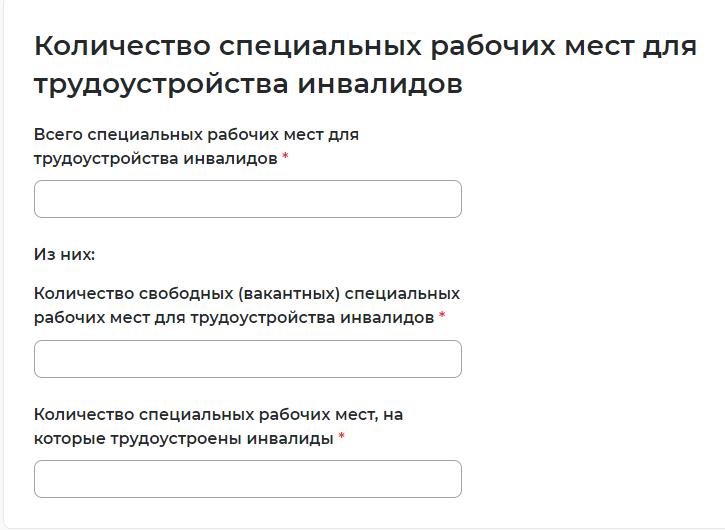 Количество специальных рабочих мест для
трудоустройства инвалидов
Всего специальных рабочих мест для
трудоустройства инвалидов *
Из них:
Количество свободных (вакантных) специальных
рабочих мест для трудоустройства инвалидов *
Количество специальных рабочих мест, на
которые трудоустроены инвалиды *